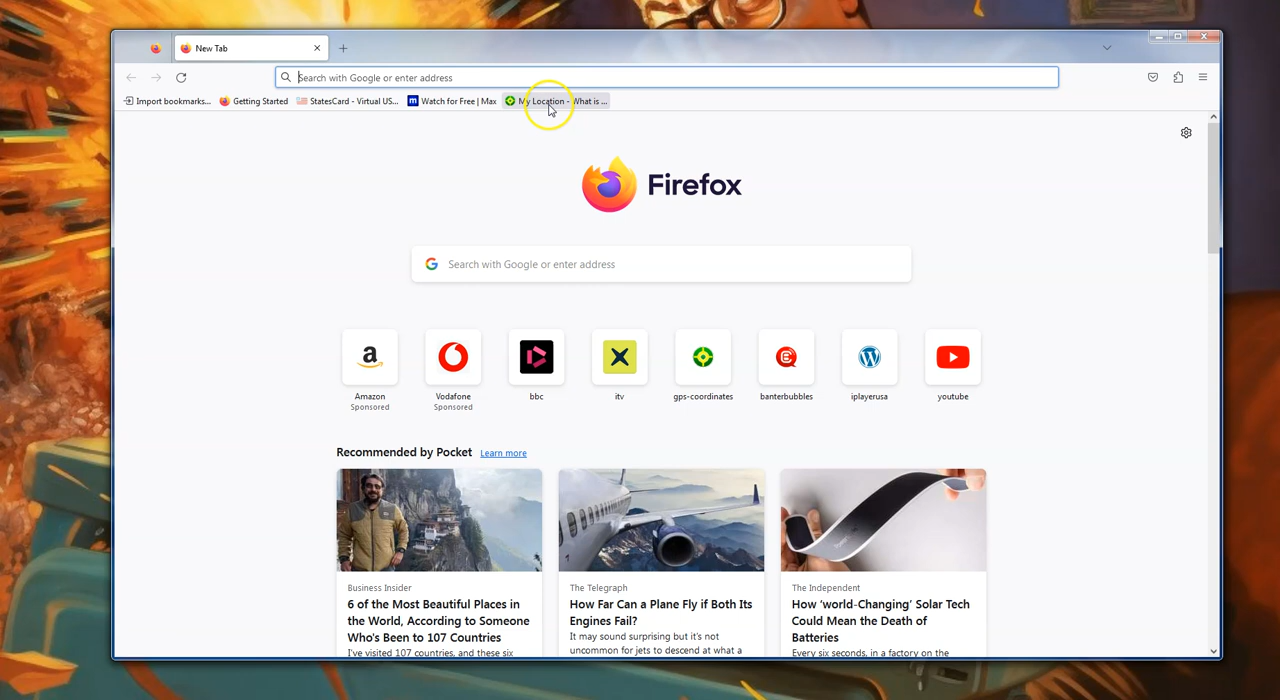 New Tab
Search with Google or enter address
Import bookmarks...
Getting Started
StatesCard - Virtual US...
Watch for Free | Max
My Location - What is ...
Firefox
Search with Google or enter address
Amazon
Sponsored
Vodafone
Sponsored
bbc
itv
gps-coordinates
banterbubbles
iplayerusa
youtube
Recommended by Pocket Learn more
Business Insider
6 of the Most Beautiful Places in
the World, According to Someone
Who's Been to 107 Countries
I've visited 107 countries, and these six
The Telegraph
How Far Can a Plane Fly if Both Its
Engines Fail?
It may sound surprising but it's not
uncommon for jets to descend at what a
The Independent
How ‘world-Changing’ Solar Tech
Could Mean the Death of
Batteries
Every six seconds, in a factory on the